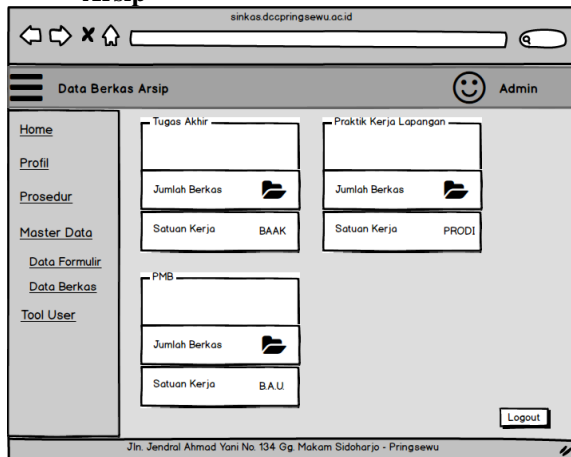 Arsip
sinkas.dccpringsewu.ac.id
Data Berkas Arsip
Admin
Home
Profil
Prosedur
Master Data
Data Formulir
Data Berkas
Tool User
Tugas Akhir
Jumlah Berkas
Satuan Kerja BAAK
Praktik Kerja Lapangan
Jumlah Berkas
Satuan Kerja PRODI
PMB
Jumlah Berkas
Satuan Kerja B.A.U.
Logout
Jln. Jendral Ahmad Yani No. 134 Gg. Makam Sidoharjo - Pringsewu